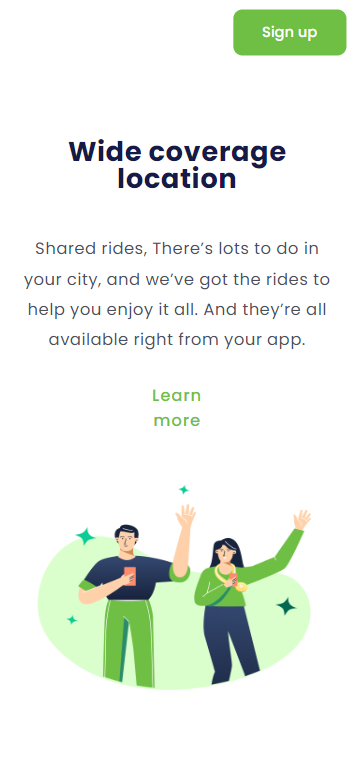 Sign up
Wide coverage
location
Shared rides, There’s lots to do in
your city, and we’ve got the rides to
help you enjoy it all. And they’re all
available right from your app.
Learn
more